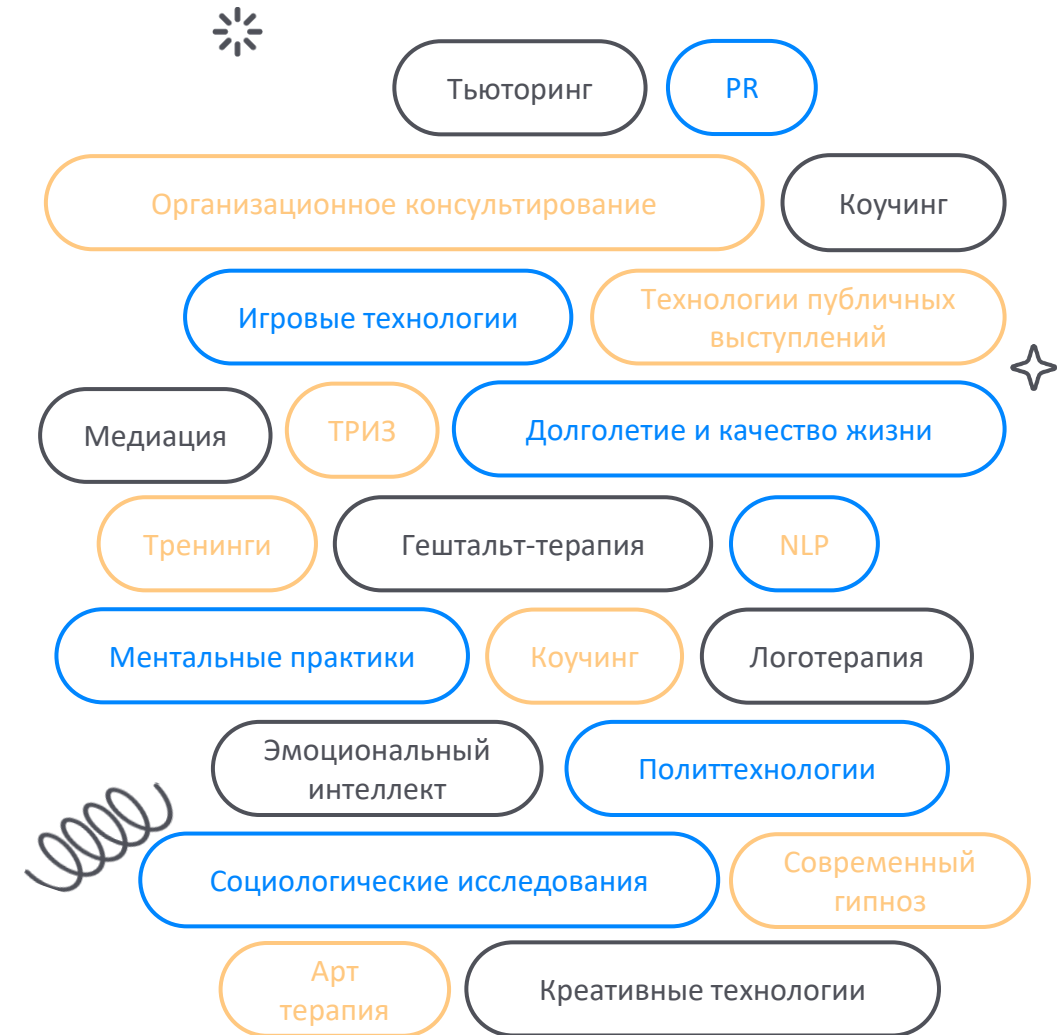 Тьюторинг
PR
Организационное консультирование
Коучинг
Игровые технологии
Технологии публичных
выступлений
Медиация
ТРИЗ
Долголетие и качество жизни
Тренинги
Гештальт-терапия
NLP
Ментальные практики
Коучинг
Логотерапия
Эмоциональный
интеллект
Политтехнологии
Социологические исследования
Современный
гипноз
Арт
терапия
Креативные технологии